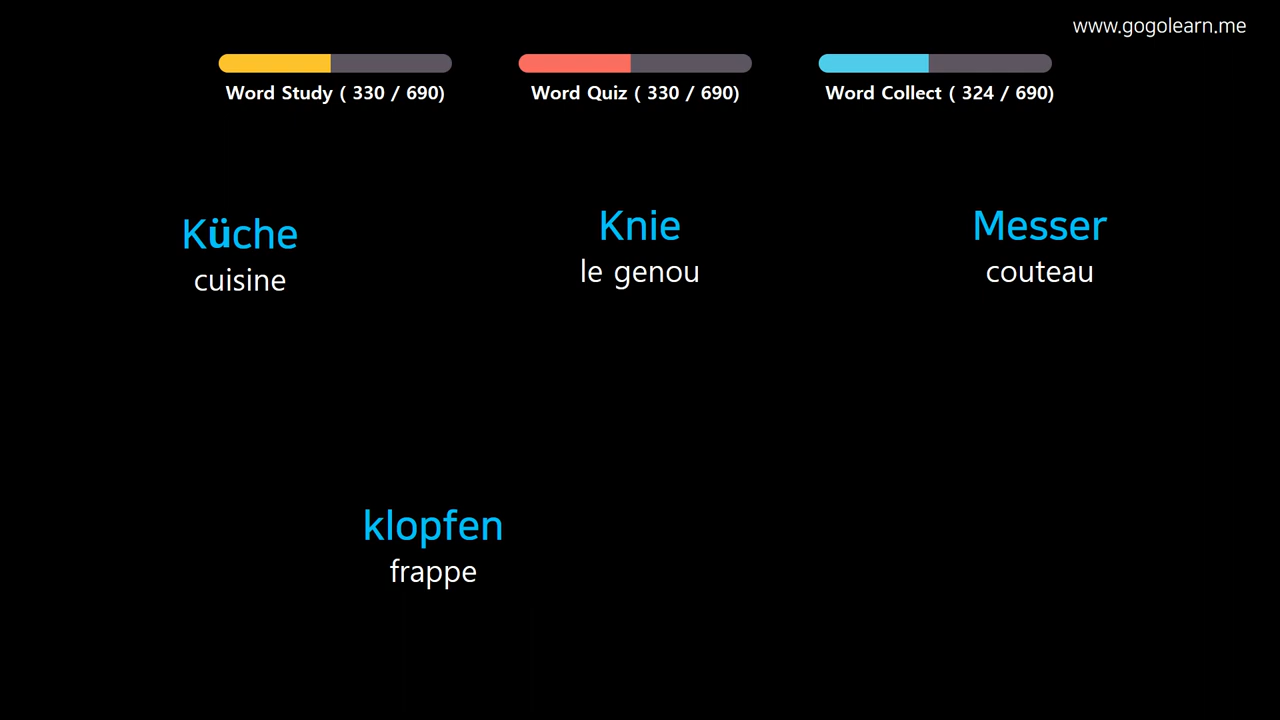 www.gogolearn.me
Word Study ( 330 / 690)
Word Quiz ( 330 / 690)
Word Collect ( 324 / 690)
Küche
cuisine
Knie
le genou
Messer
couteau
klopfen
frappe